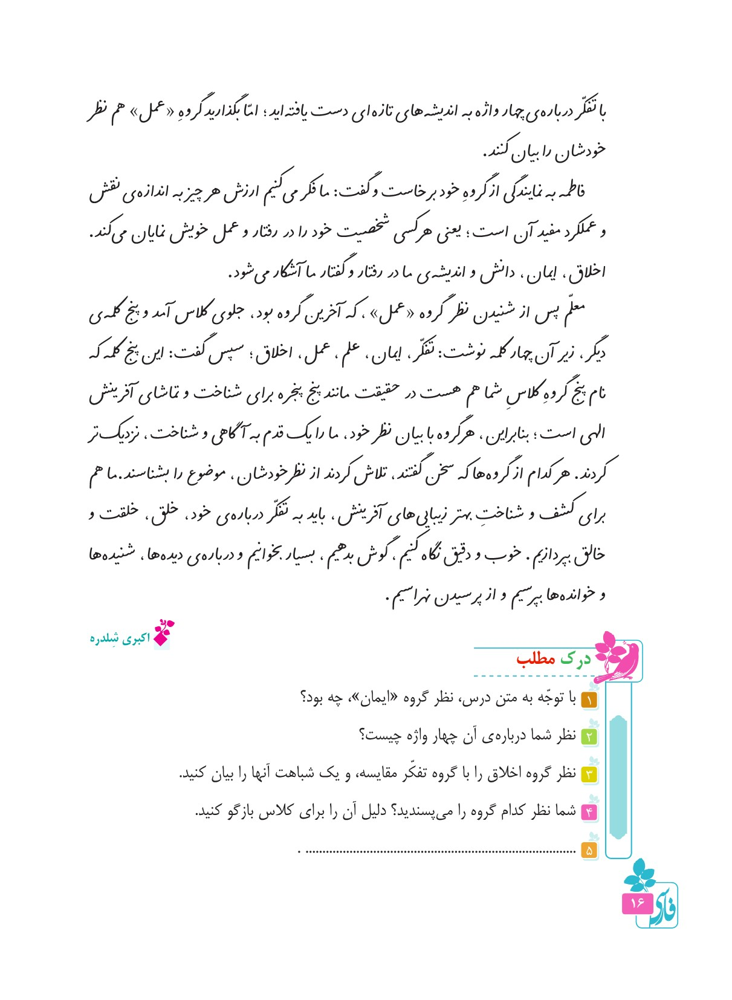 با تفکّر درباره‌ی چهار واژه به اندیشه‌های تازه‌ای دست یافته‌اید؛ امّا بگذارید گروهِ «عمل» هم نظر
خودشان را بیان کنند.
فاطمه به نمایندگی از گروهِ خود برخاست و گفت: ما فکر می‌کنیم ارزش هر چیز به اندازه‌ی نقش
و عملکرد مفید آن است؛ یعنی هرکسی شخصیت خود را در رفتار و عمل خویش نمایان می‌کند.
اخلاق، ایمان، دانش و اندیشه‌ی ما در رفتار و گفتار ما آشکار می‌شود.
معلّم پس از شنیدن نظر گروه «عمل»، که آخرین گروه بود، جلوی کلاس آمد و پنج کلمه‌ی
دیگر، زیر آن چهار کلمه نوشت: تفکّر، ایمان، علم، عمل، اخلاق؛ سپس گفت: این پنج کلمه که
نام پنج گروهِ کلاسِ شما هم هست در حقیقت مانند پنج پنجره برای شناخت و تماشای آفرینش
الهی است؛ بنابراین، هر گروه با بیان نظر خود، ما را یک قدم به آگاهی و شناخت، نزدیک‌تر
کردند. هر کدام از گروه‌ها که سخن گفتند، تلاش کردند از نظر خودشان، موضوع را بشناسند. ما هم
برای کشف و شناختِ بهتر زیبایی‌های آفرینش، باید به تفکّر درباره‌ی خود، خلق، خلقت و
خالق بپردازیم. خوب و دقیق نگاه کنیم، گوش بدهیم، بسیار بخوانیم و درباره‌ی دیده‌ها، شنیده‌ها
و خوانده‌ها بپرسیم و از پرسیدن نهراسیم.
اکبری شِلدره
درک مطلب
۱ با توجّه به متن درس، نظر گروه «ایمان»، چه بود؟
۲ نظر شما درباره‌ی آن چهار واژه چیست؟
۳ نظر گروه اخلاق را با گروه تفکّر مقایسه، و یک شباهت آنها را بیان کنید.
۴ شما نظر کدام گروه را می‌پسندید؟ دلیل آن را برای کلاس بازگو کنید.
۵ ................................................................................ .
فارسی
۱۶